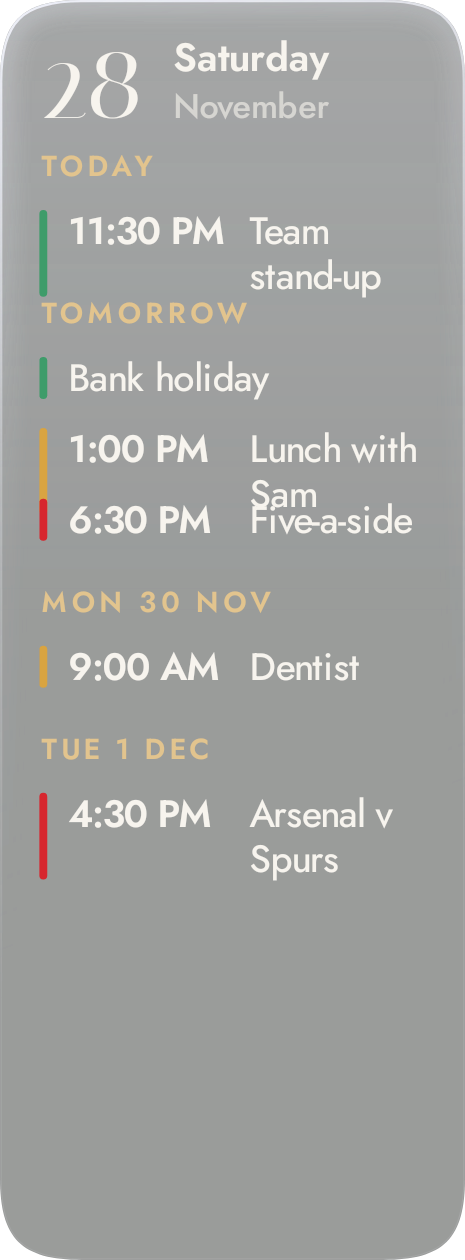 28 Saturday
November
TODAY
11:30 PM Team
stand-up
TOMORROW
Bank holiday
1:00 PM Lunch with
Sam
6:30 PM Five-a-side
MON 30 NOV
9:00 AM Dentist
TUE 1 DEC
4:30 PM Arsenal v
Spurs